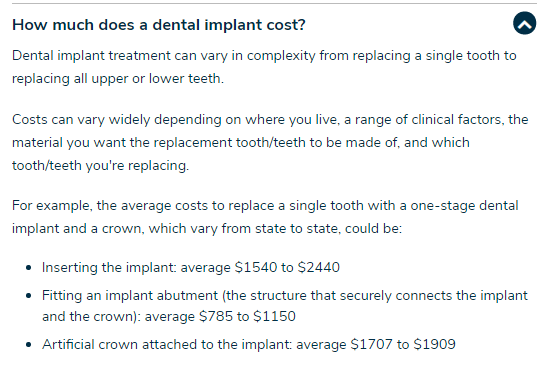 How much does a dental implant cost?
Dental implant treatment can vary in complexity from replacing a single tooth to
replacing all upper or lower teeth.
Costs can vary widely depending on where you live, a range of clinical factors, the
material you want the replacement tooth/teeth to be made of, and which
tooth/teeth you're replacing.
For example, the average costs to replace a single tooth with a one-stage dental
implant and a crown, which vary from state to state, could be:
• Inserting the implant: average $1540 to $2440
• Fitting an implant abutment (the structure that securely connects the implant
and the crown): average $785 to $1150
• Artificial crown attached to the implant: average $1707 to $1909